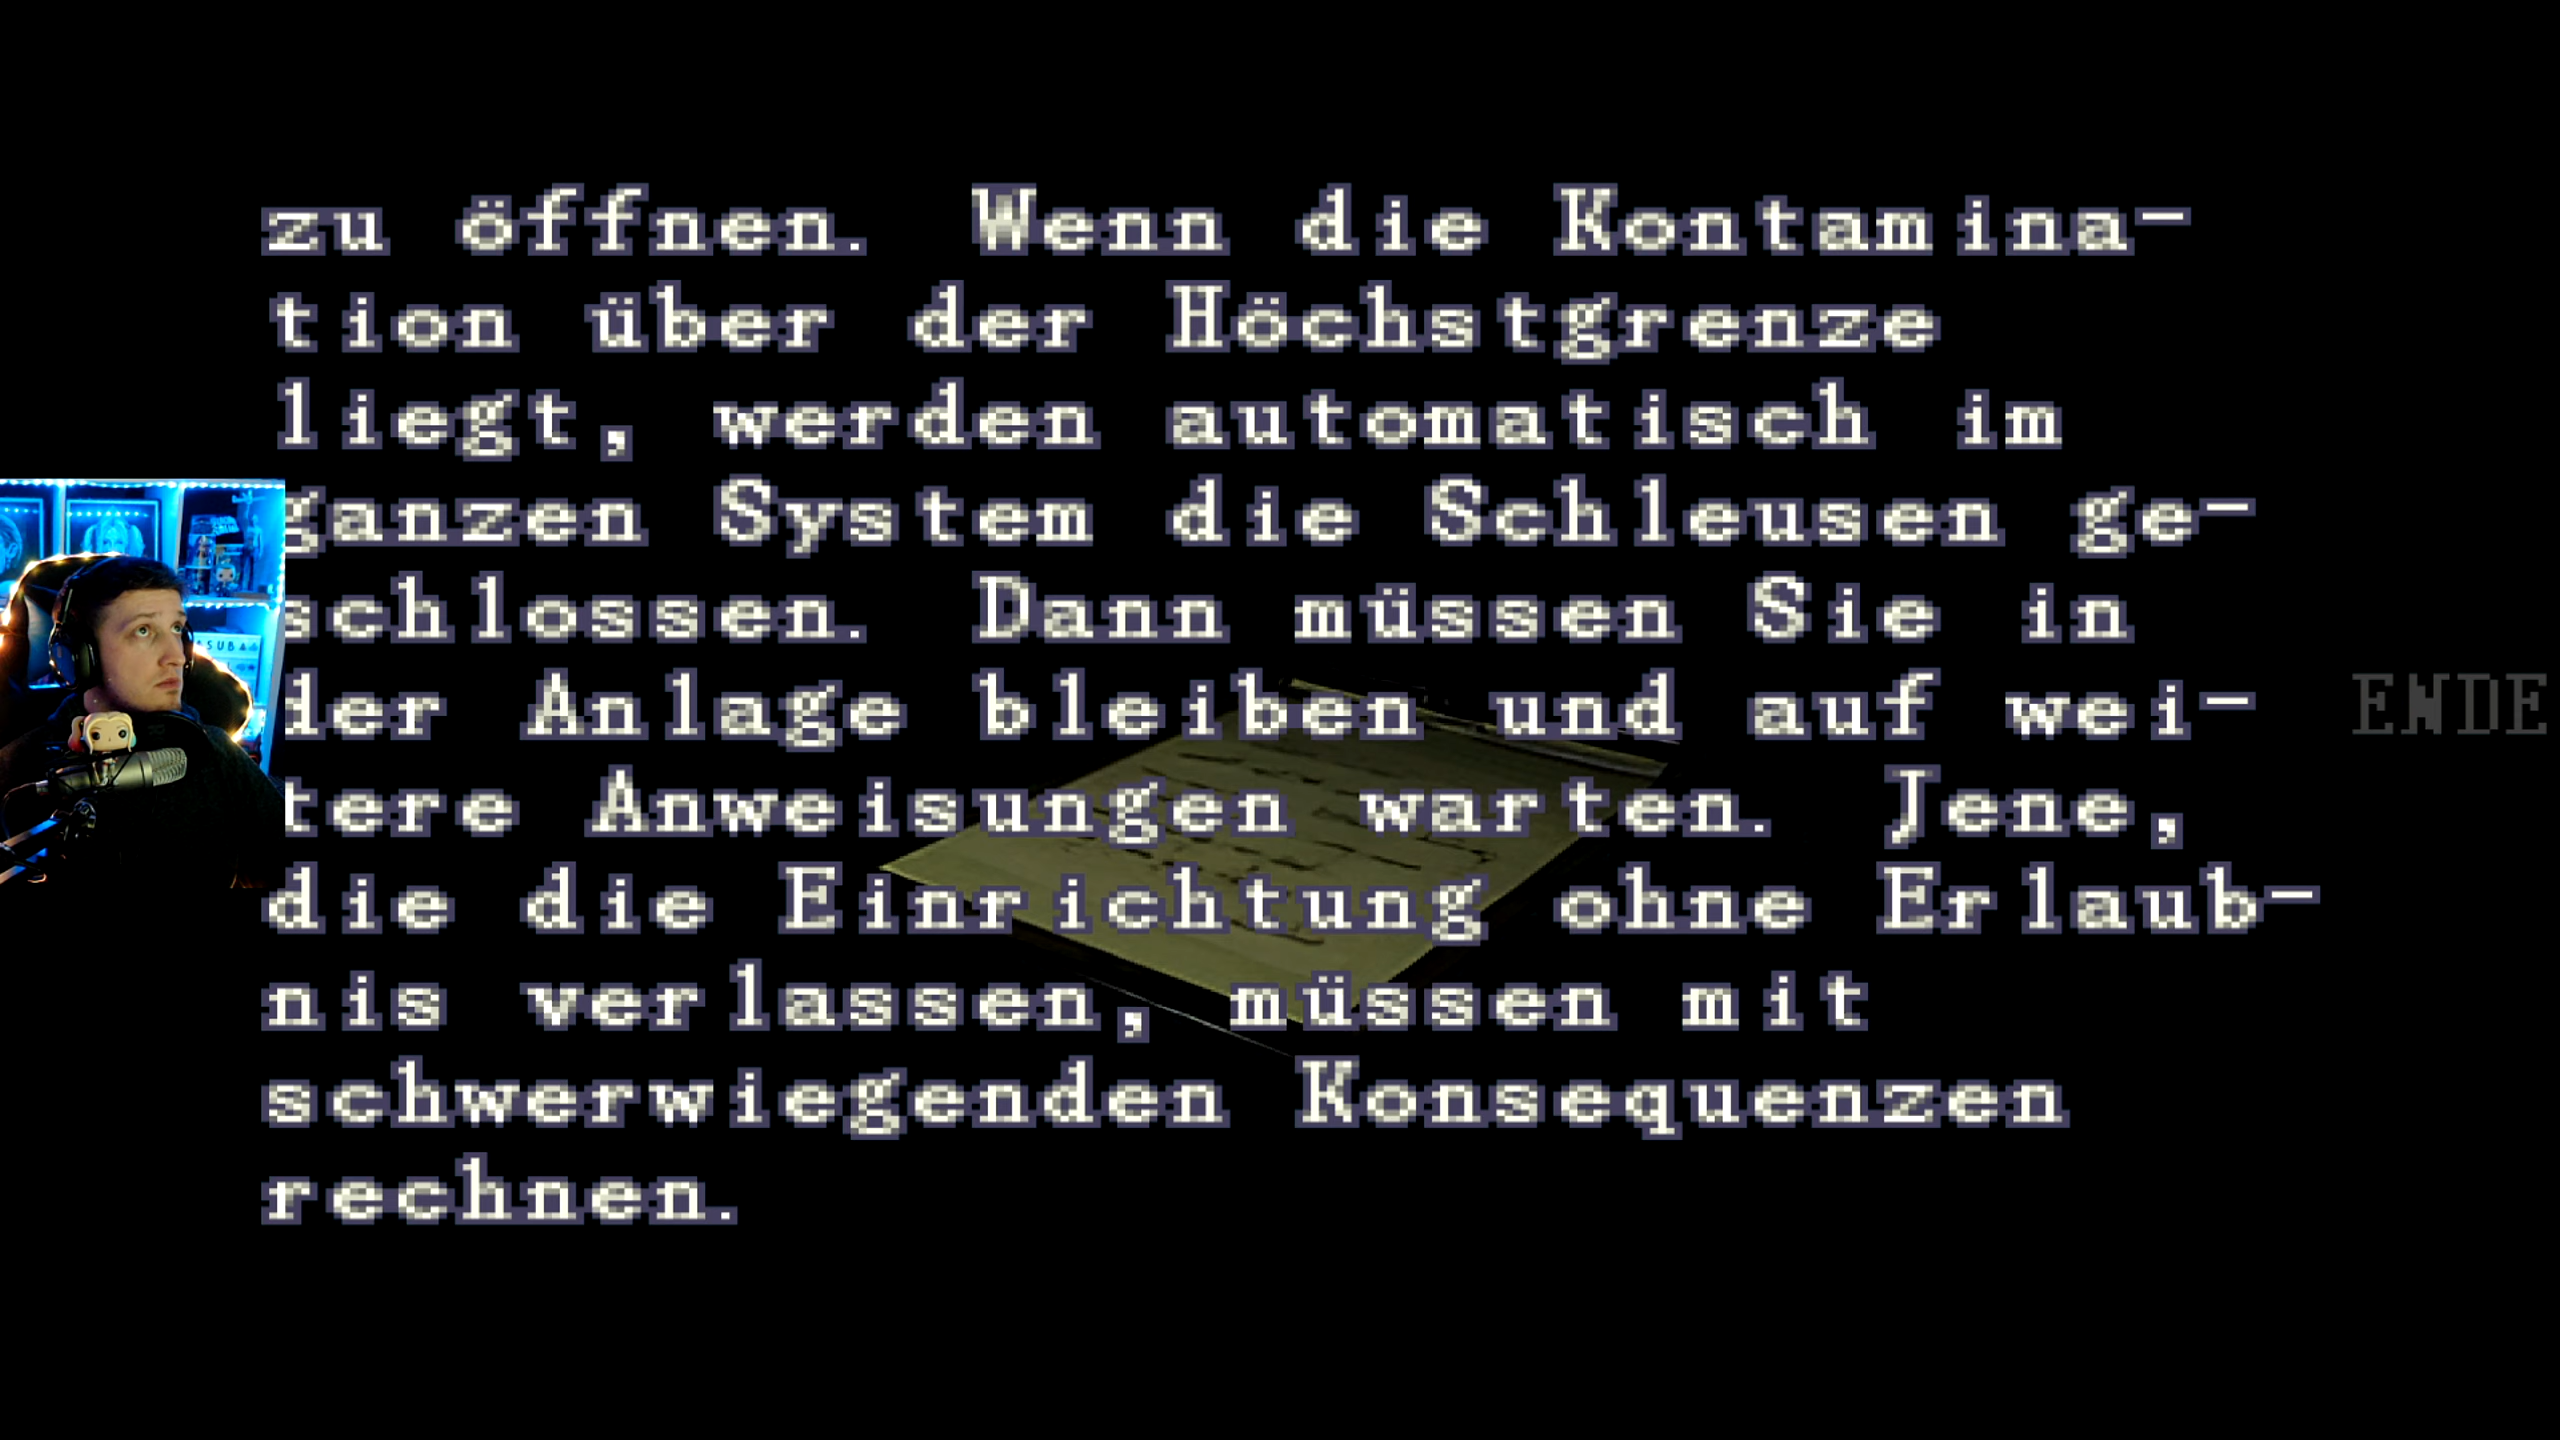 zu öffnen. Wenn die Kontamina-
tion über der Höchstgrenze
liegt, werden automatisch im
ganzen System die Schleusen ge-
schlossen. Dann müssen Sie in
der Anlage bleiben und auf wei-
ENDE
tere Anweisungen warten. Jene,
die die Einrichtung ohne Erlaub-
nis verlassen, müssen mit
schwerwiegenden Konsequenzen
rechnen.